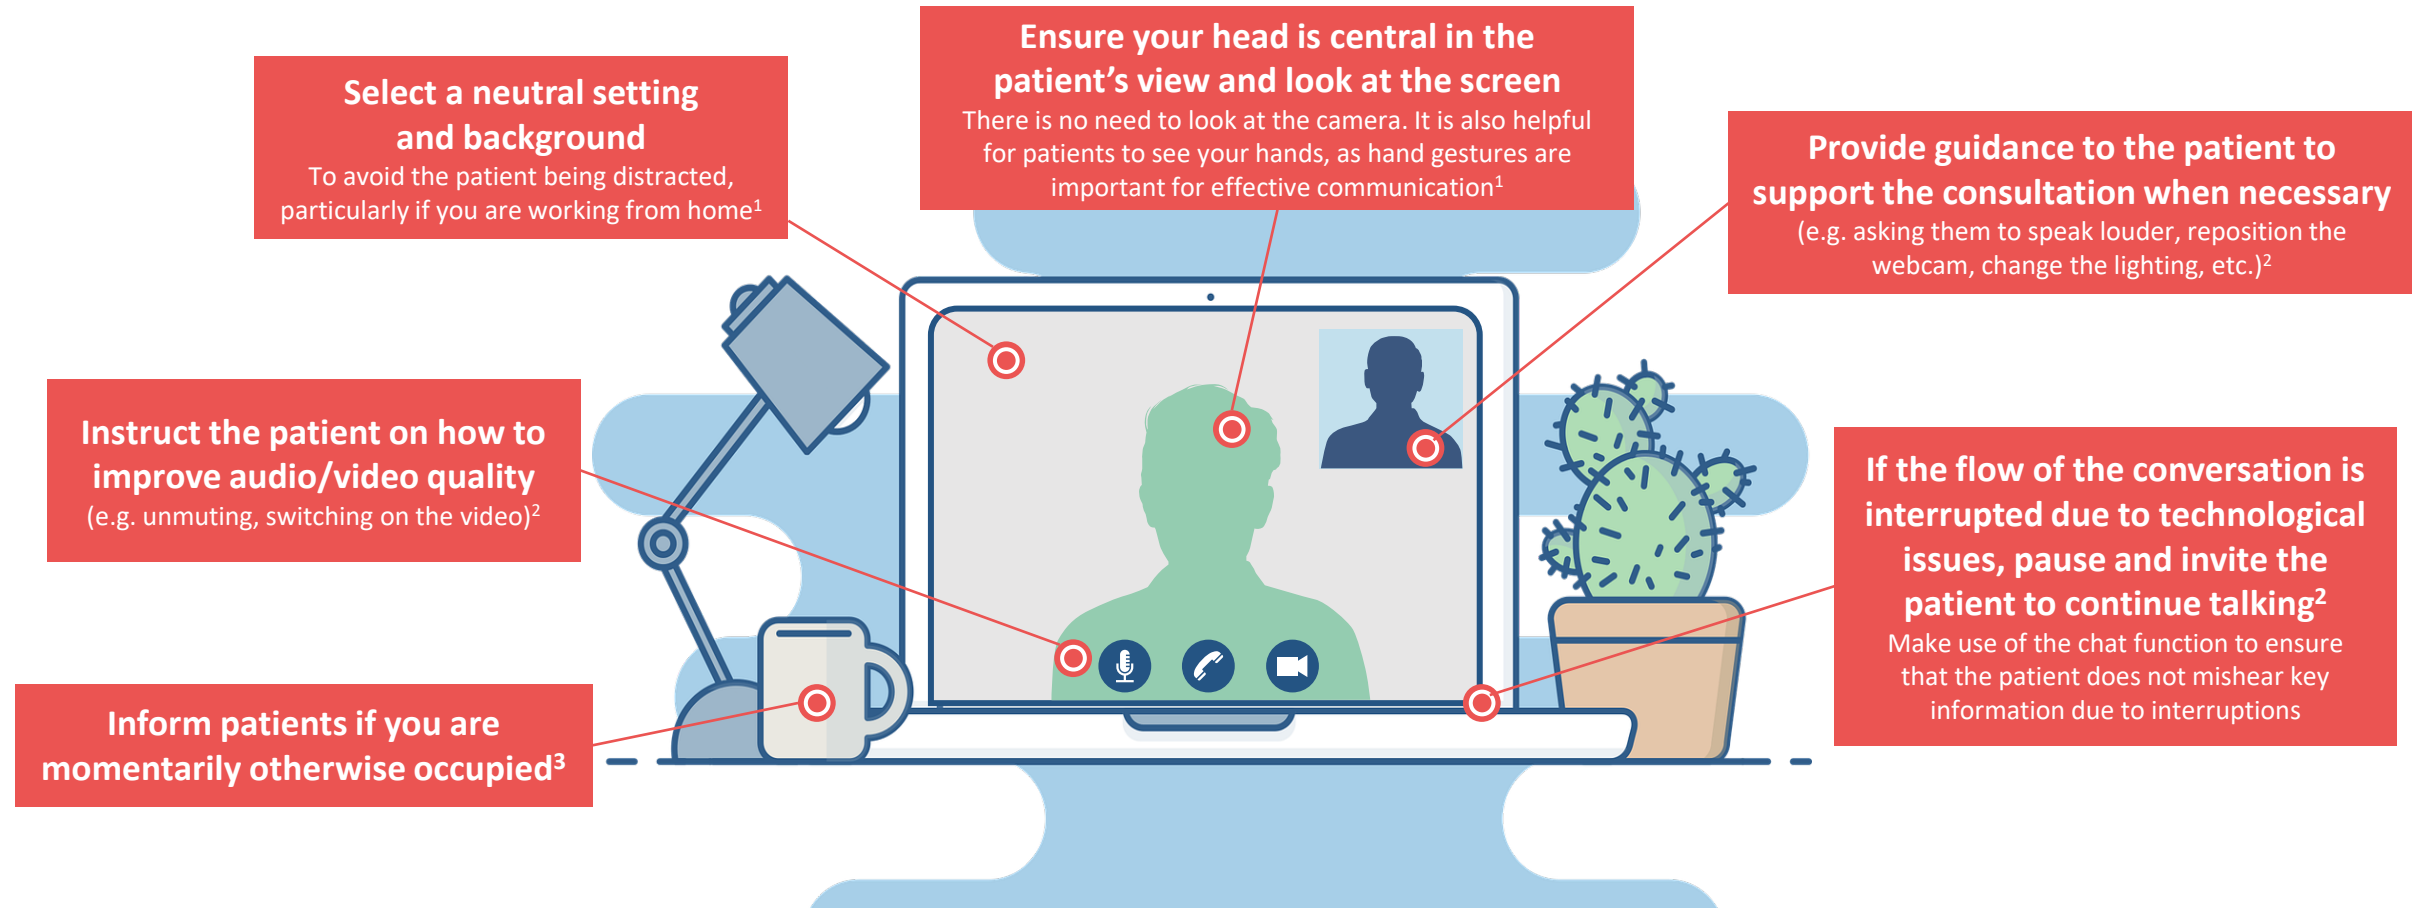 Ensure your head is central in the
patient’s view and look at the screen
There is no need to look at the camera. It is also helpful
for patients to see your hands, as hand gestures are
important for effective communication¹
Select a neutral setting
and background
To avoid the patient being distracted,
particularly if you are working from home¹
Provide guidance to the patient to
support the consultation when necessary
(e.g. asking them to speak louder, reposition the
webcam, change the lighting, etc.)²
Instruct the patient on how to
improve audio/video quality
(e.g. unmuting, switching on the video)²
If the flow of the conversation is
interrupted due to technological
issues, pause and invite the
patient to continue talking²
Make use of the chat function to ensure
that the patient does not mishear key
information due to interruptions
Inform patients if you are
momentarily otherwise occupied³